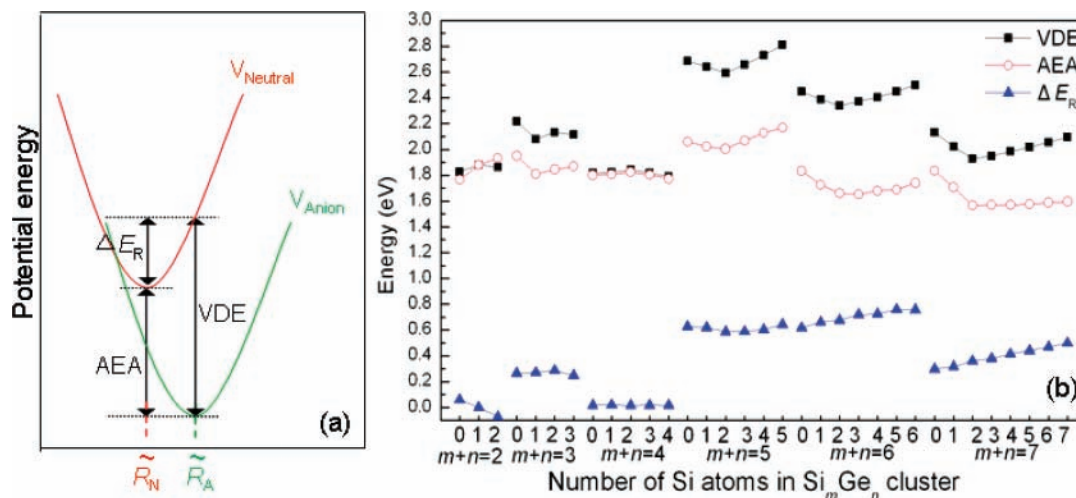 (a)
Potential energy
V_Neutral
V_Anion
Δ E_R
VDE
AEA
R̃_N
R̃_A
(b)
VDE
AEA
Δ E_R
Energy (eV)
3.0
2.8
2.6
2.4
2.2
2.0
1.8
1.6
1.4
1.2
1.0
0.8
0.6
0.4
0.2
0.0
0 1 2 0 1 2 3 0 1 2 3 4 0 1 2 3 4 5 0 1 2 3 4 5 6 0 1 2 3 4 5 6 7
m+n=2 m+n=3 m+n=4 m+n=5 m+n=6 m+n=7
Number of Si atoms in Si_mGe_n cluster